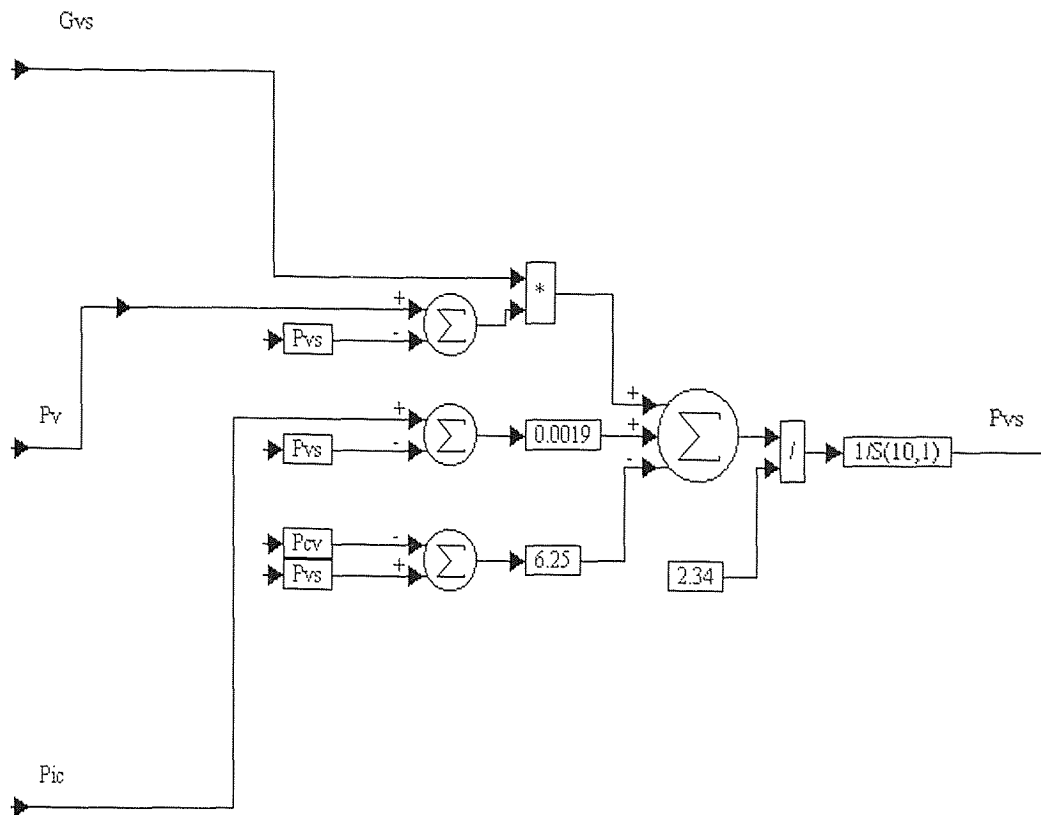 Gvs
*
+
Σ
-
Pvs
Pv
+
Σ
-
Pvs
0.0019
+
+
-
Σ
/
1/S(10,1)
Pvs
Pcv
-
Pvs
+
Σ
6.25
2.34
Pic